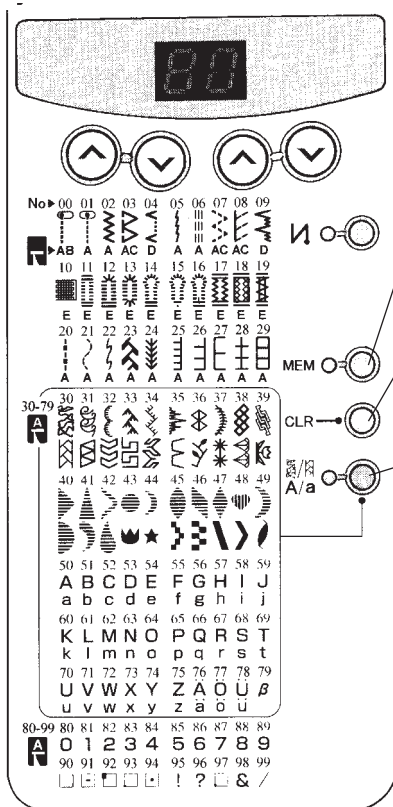 80
No 00 01 02 03 04 05 06 07 08 09
AB A A AC D A A AC AC D
10 11 12 13 14 15 16 17 18 19
E E E E E E E E E E
20 21 22 23 24 25 26 27 28 29
A A A A A A A A A A
MEM
30-79
A
30 31 32 33 34 35 36 37 38 39
CLR
A/a
40 41 42 43 44 45 46 47 48 49
50 51 52 53 54 55 56 57 58 59
A B C D E F G H I J
a b c d e f g h i j
60 61 62 63 64 65 66 67 68 69
K L M N O P Q R S T
k l m n o p q r s t
70 71 72 73 74 75 76 77 78 79
U V W X Y Z Ä Ö Ü β
u v w x y z ä ö ü
80-99
A
80 81 82 83 84 85 86 87 88 89
0 1 2 3 4 5 6 7 8 9
90 91 92 93 94 95 96 97 98 99
! ? & /